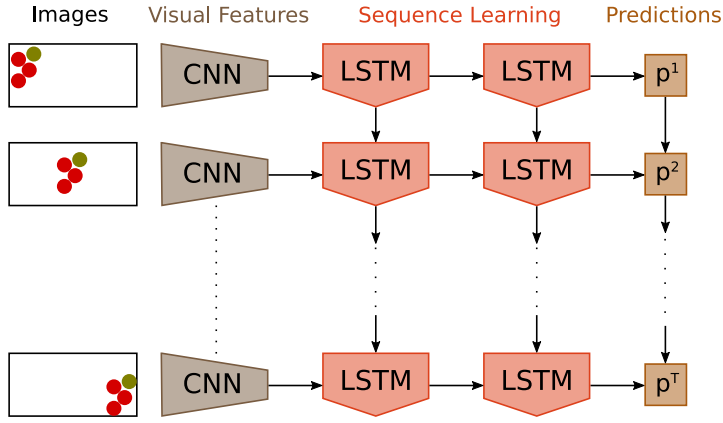 Images Visual Features Sequence Learning Predictions
CNN LSTM LSTM p¹
CNN LSTM LSTM p²
CNN LSTM LSTM pᵀ